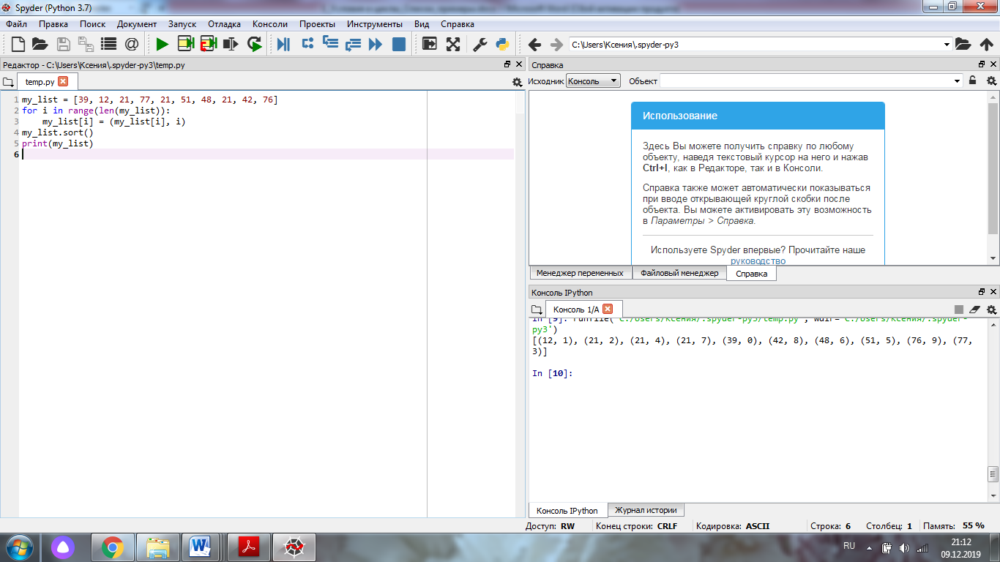 Spyder (Python 3.7)
Файл Правка Поиск Документ Запуск Отладка Консоли Проекты Инструменты Вид Справка
C:\Users\Ксения\.spyder-py3
Редактор - C:\Users\Ксения\.spyder-py3\temp.py
temp.py
1 my_list = [39, 12, 21, 77, 21, 51, 48, 21, 42, 76]
2 for i in range(len(my_list)):
3     my_list[i] = (my_list[i], i)
4 my_list.sort()
5 print(my_list)
6
Справка
Исходник Консоль Объект
Использование
Здесь Вы можете получить справку по любому
объекту, наведя текстовый курсор на него и нажав
Ctrl+I, как в Редакторе, так и в Консоли.
Справка также может автоматически показываться
при вводе открывающей круглой скобки после
объекта. Вы можете активировать эту возможность
в Параметры > Справка.
Используете Spyder впервые? Прочитайте наше
руководство
Менеджер переменных Файловый менеджер Справка
Консоль IPython
Консоль 1/A
In [9]: runfile('C:/Users/Ксения/.spyder-py3/temp.py', wdir='C:/Users/Ксения/.spyder-
py3')
[(12, 1), (21, 2), (21, 4), (21, 7), (39, 0), (42, 8), (48, 6), (51, 5), (76, 9), (77,
3)]
In [10]:
Консоль IPython Журнал истории
Доступ: RW Конец строки: CRLF Кодировка: ASCII Строка: 6 Столбец: 1 Память: 55 %
RU
21:12
09.12.2019